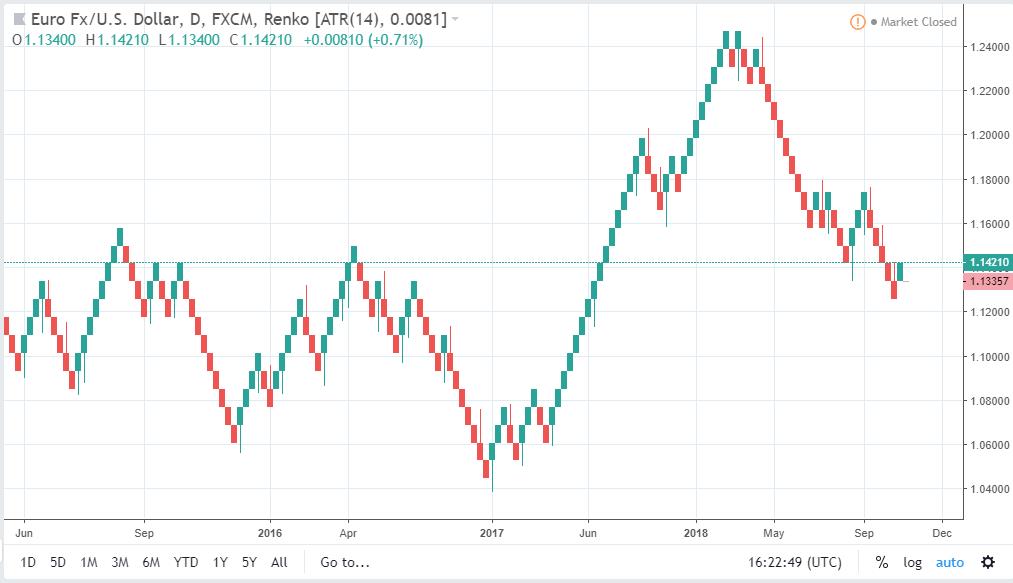 Euro Fx/U.S. Dollar, D, FXCM, Renko [ATR(14), 0.0081]
Market Closed
O1.13400 H1.14210 L1.13400 C1.14210 +0.00810 (+0.71%)
1.24000
1.22000
1.20000
1.18000
1.16000
1.14210
1.13357
1.12000
1.10000
1.08000
1.06000
1.04000
Jun Sep 2016 Apr 2017 Jun 2018 May Sep Dec
1D 5D 1M 3M 6M YTD 1Y 5Y All Go to... 16:22:49 (UTC) % log auto